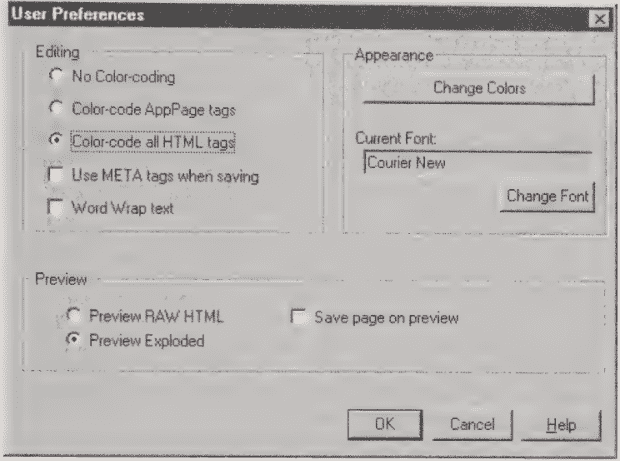 User Preferences
Editing
No Color-coding
Color-code AppPage tags
Color-code all HTML tags
Use META tags when saving
Word Wrap text
Appearance
Change Colors
Current Font:
Courier New
Change Font
Preview
Preview RAW HTML
Save page on preview
Preview Exploded
OK Cancel Help